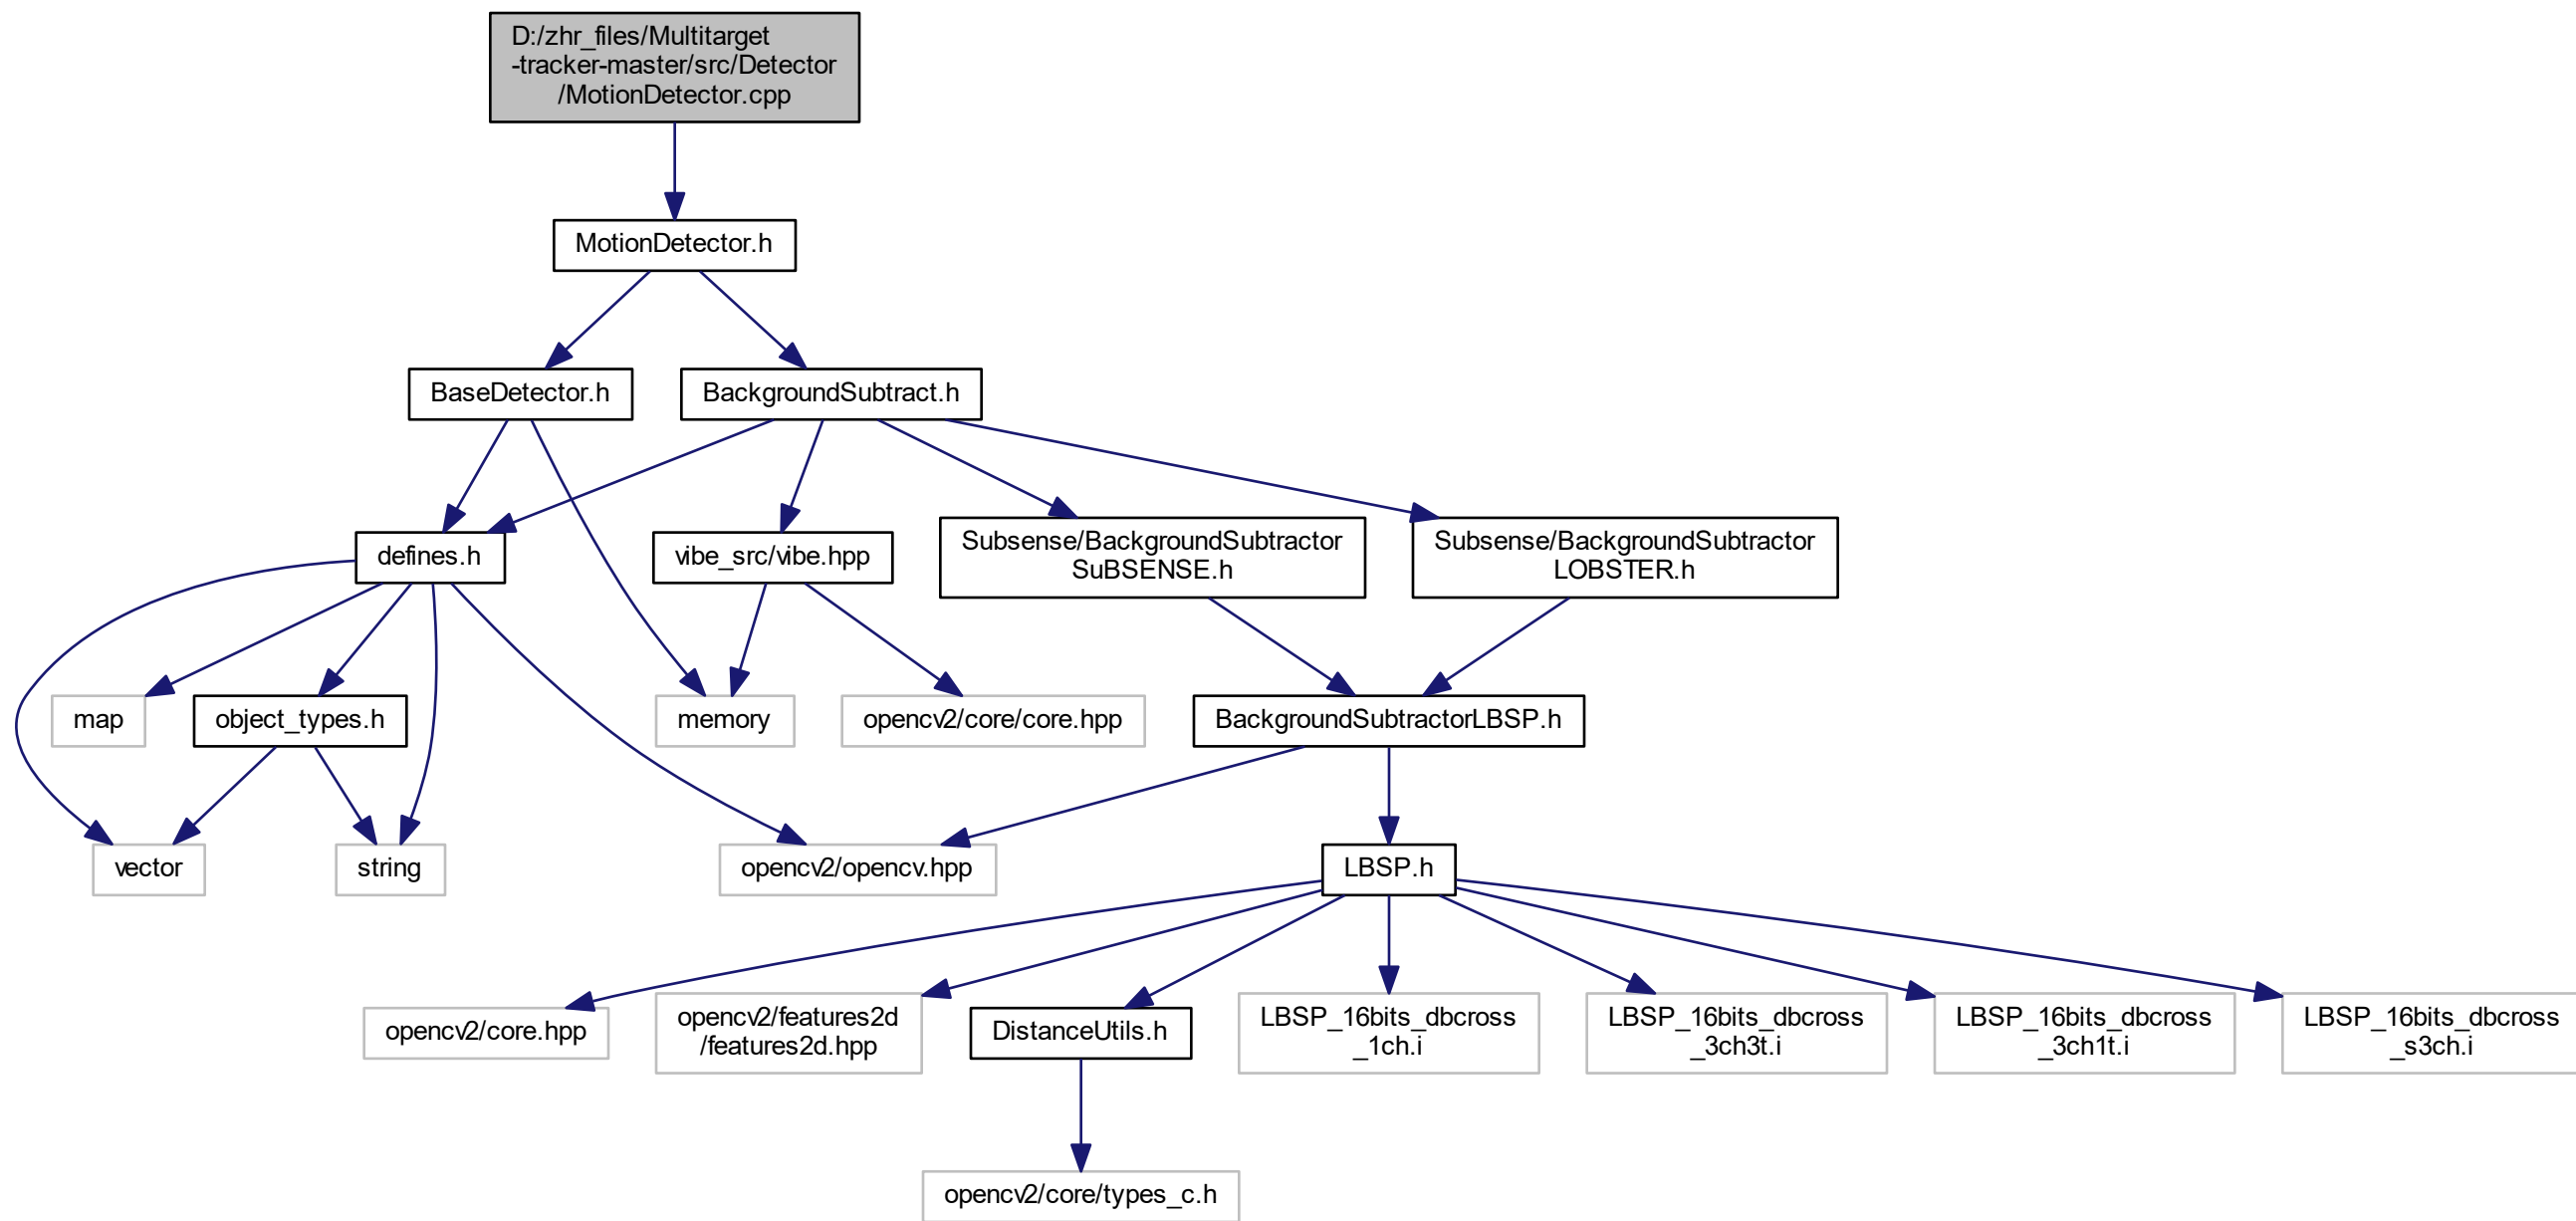 D:/zhr_files/Multitarget
-tracker-master/src/Detector
/MotionDetector.cpp
MotionDetector.h
BaseDetector.h
BackgroundSubtract.h
defines.h
vibe_src/vibe.hpp
Subsense/BackgroundSubtractor
SuBSENSE.h
Subsense/BackgroundSubtractor
LOBSTER.h
map
object_types.h
memory
opencv2/core/core.hpp
BackgroundSubtractorLBSP.h
vector
string
opencv2/opencv.hpp
LBSP.h
opencv2/core.hpp
opencv2/features2d
/features2d.hpp
DistanceUtils.h
LBSP_16bits_dbcross
_1ch.i
LBSP_16bits_dbcross
_3ch3t.i
LBSP_16bits_dbcross
_3ch1t.i
LBSP_16bits_dbcross
_s3ch.i
opencv2/core/types_c.h